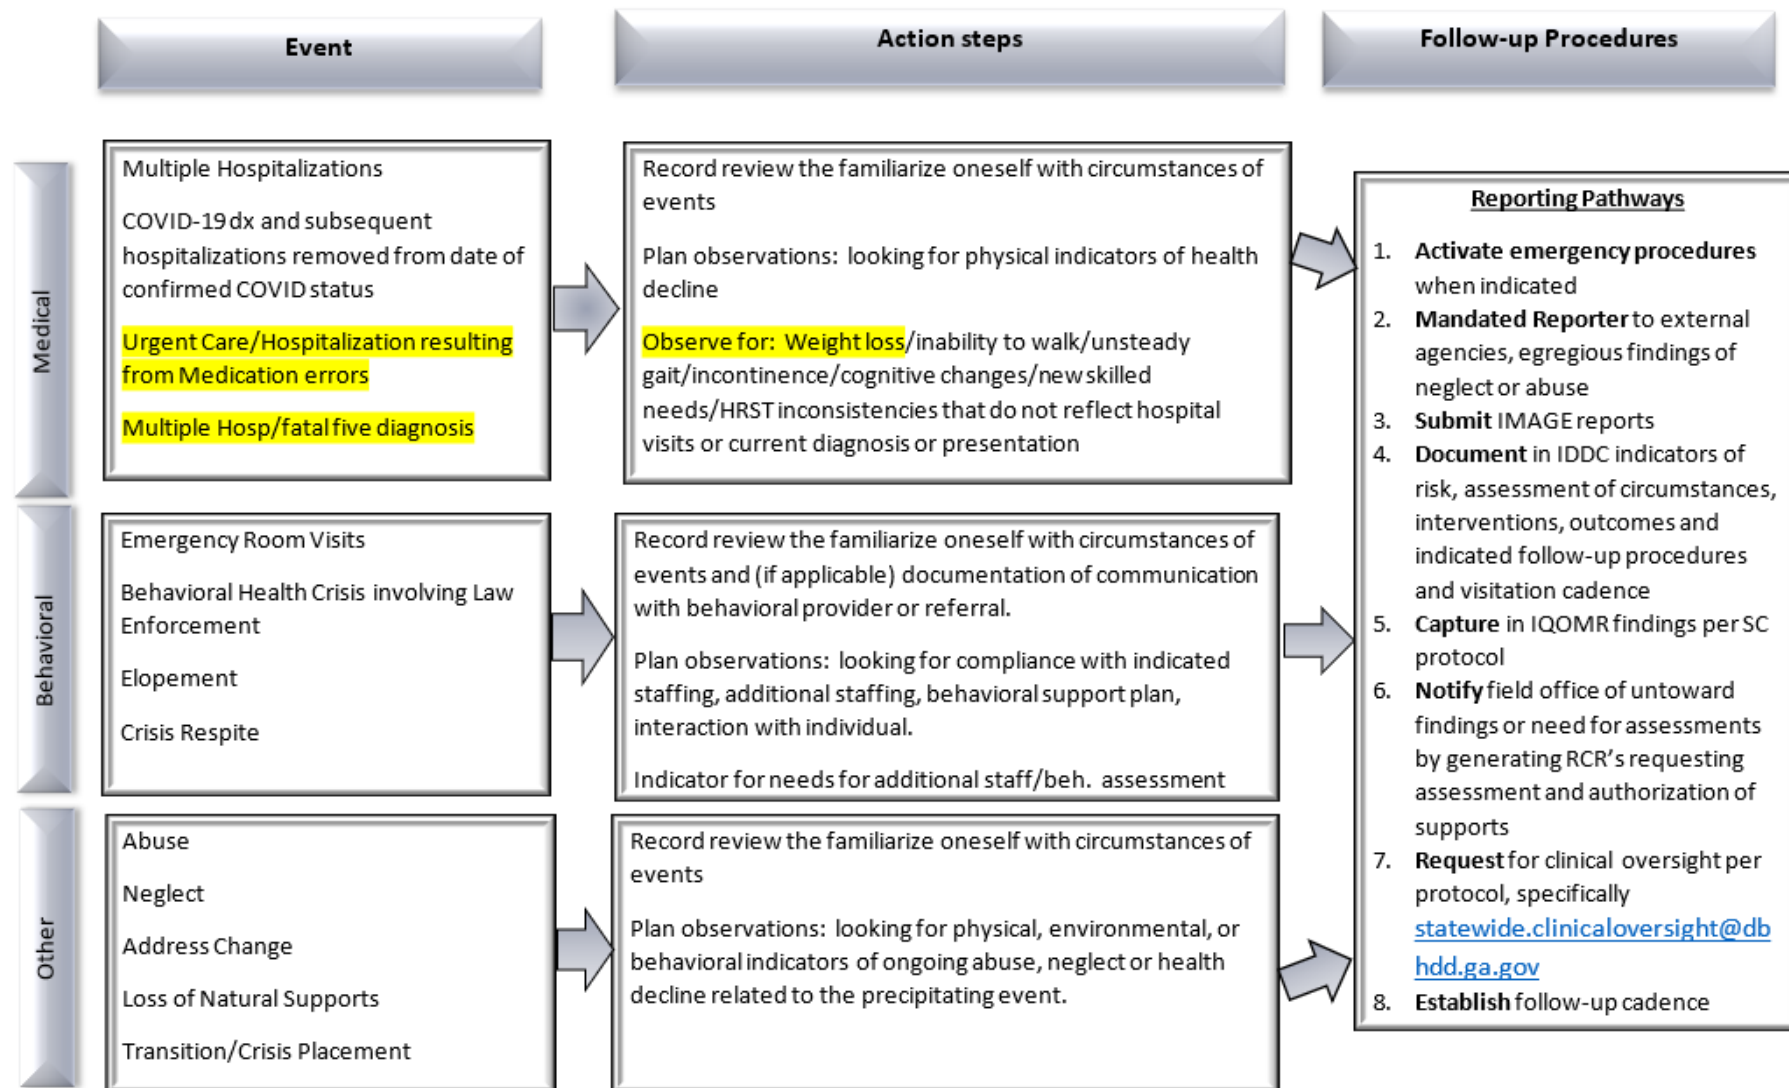 Event
Action steps
Follow-up Procedures
Medical
Multiple Hospitalizations
COVID-19 dx and subsequent
hospitalizations removed from date of
confirmed COVID status
Urgent Care/Hospitalization resulting
from Medication errors
Multiple Hosp/fatal five diagnosis
Record review the familiarize oneself with circumstances of
events
Plan observations: looking for physical indicators of health
decline
Observe for: Weight loss/inability to walk/unsteady
gait/incontinence/cognitive changes/new skilled
needs/HRST inconsistencies that do not reflect hospital
visits or current diagnosis or presentation
Behavioral
Emergency Room Visits
Behavioral Health Crisis involving Law
Enforcement
Elopement
Crisis Respite
Record review the familiarize oneself with circumstances of
events and (if applicable) documentation of communication
with behavioral provider or referral.
Plan observations: looking for compliance with indicated
staffing, additional staffing, behavioral support plan,
interaction with individual.
Indicator for needs for additional staff/beh. assessment
Other
Abuse
Neglect
Address Change
Loss of Natural Supports
Transition/Crisis Placement
Record review the familiarize oneself with circumstances of
events
Plan observations: looking for physical, environmental, or
behavioral indicators of ongoing abuse, neglect or health
decline related to the precipitating event.
Reporting Pathways
1. Activate emergency procedures
when indicated
2. Mandated Reporter to external
agencies, egregious findings of
neglect or abuse
3. Submit IMAGE reports
4. Document in IDDC indicators of
risk, assessment of circumstances,
interventions, outcomes and
indicated follow-up procedures
and visitation cadence
5. Capture in IQOMR findings per SC
protocol
6. Notify field office of untoward
findings or need for assessments
by generating RCR's requesting
assessment and authorization of
supports
7. Request for clinical oversight per
protocol, specifically
statewide.clinicaloversight@db
hdd.ga.gov
8. Establish follow-up cadence